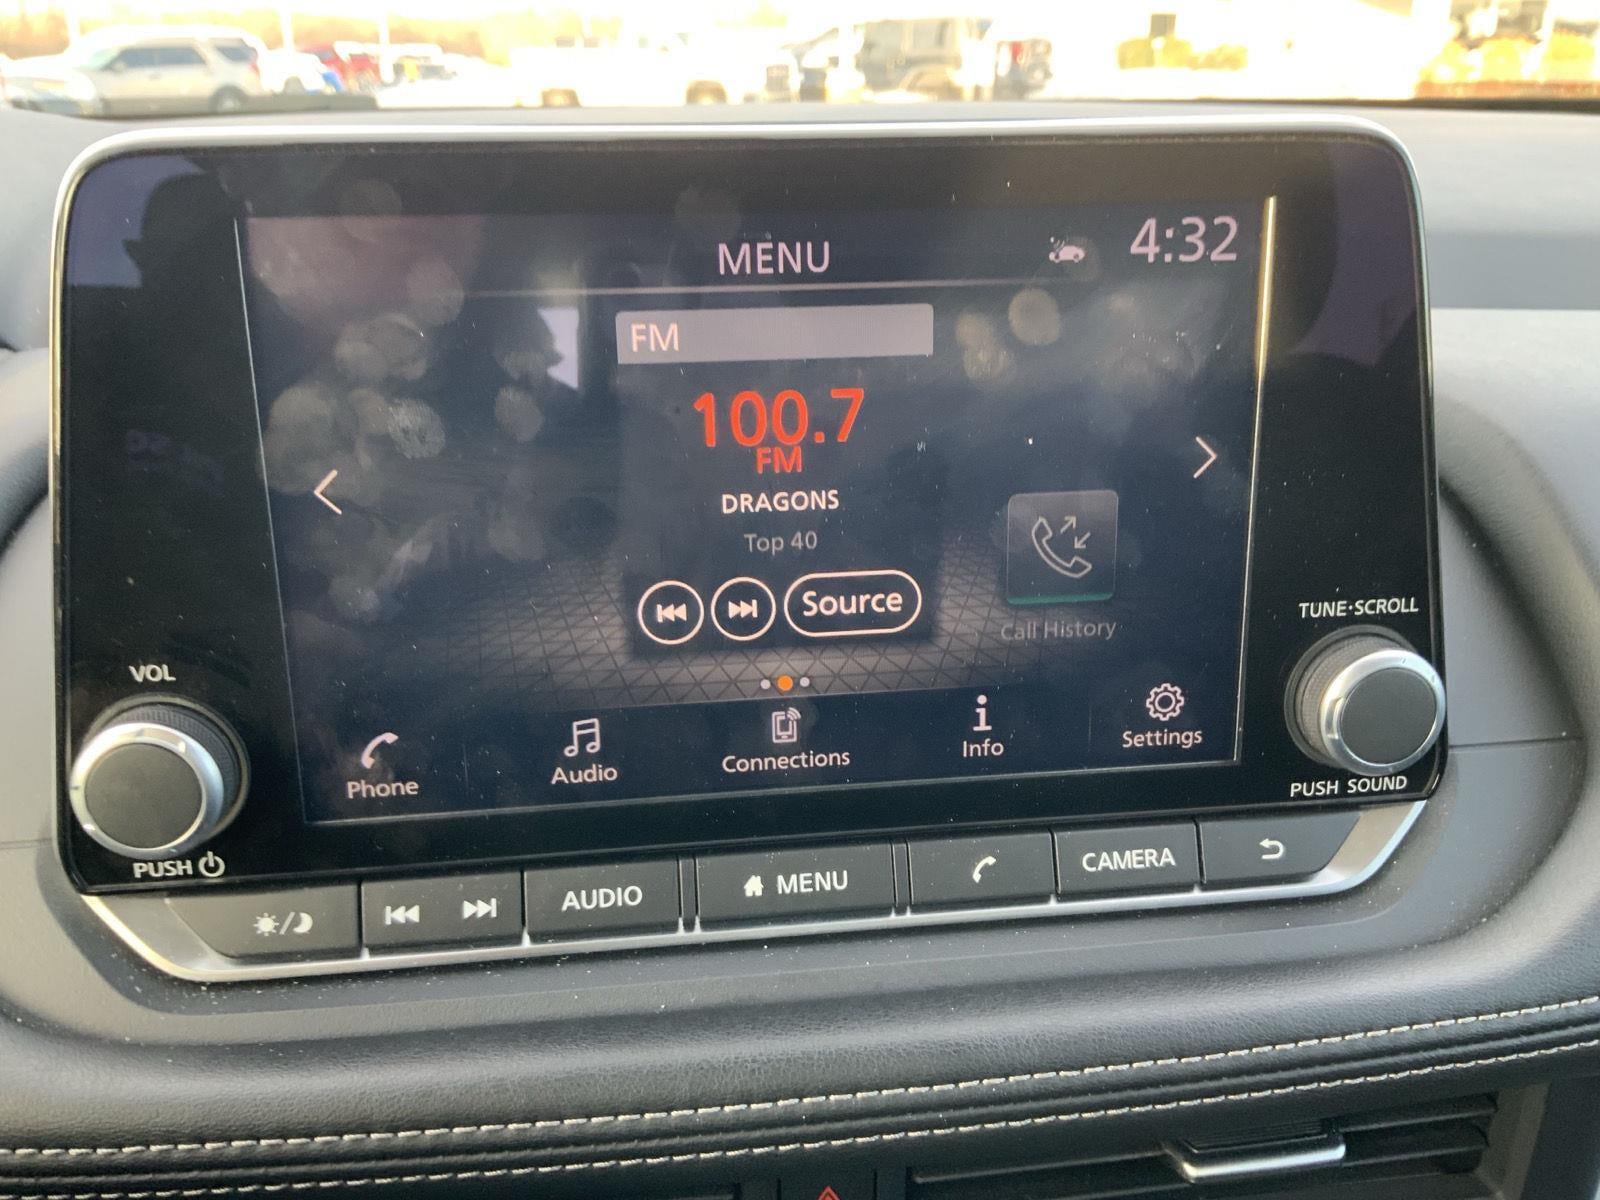 MENU
4:32
FM
100.7
FM
DRAGONS
Top 40
Source
Call History
Phone
Audio
Connections
Info
Settings
VOL
PUSH
TUNE·SCROLL
PUSH SOUND
AUDIO
MENU
CAMERA